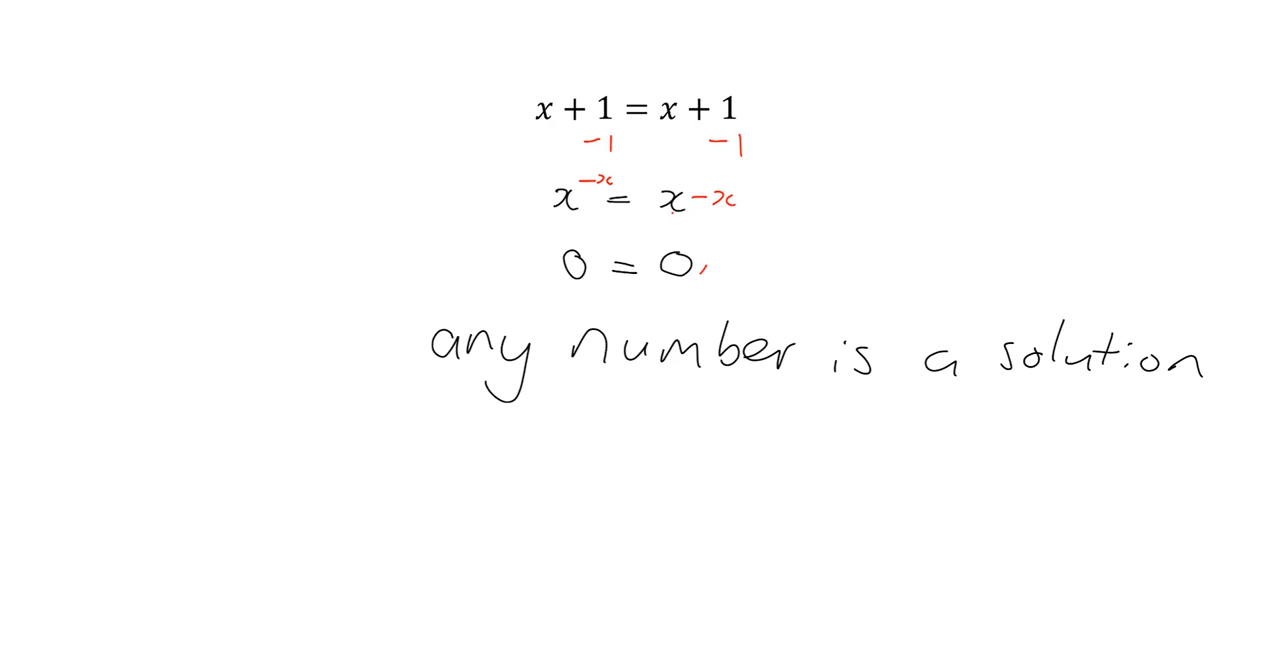 x + 1 = x + 1
-1 -1
x -x = x -x
0 = 0
any number is a solution